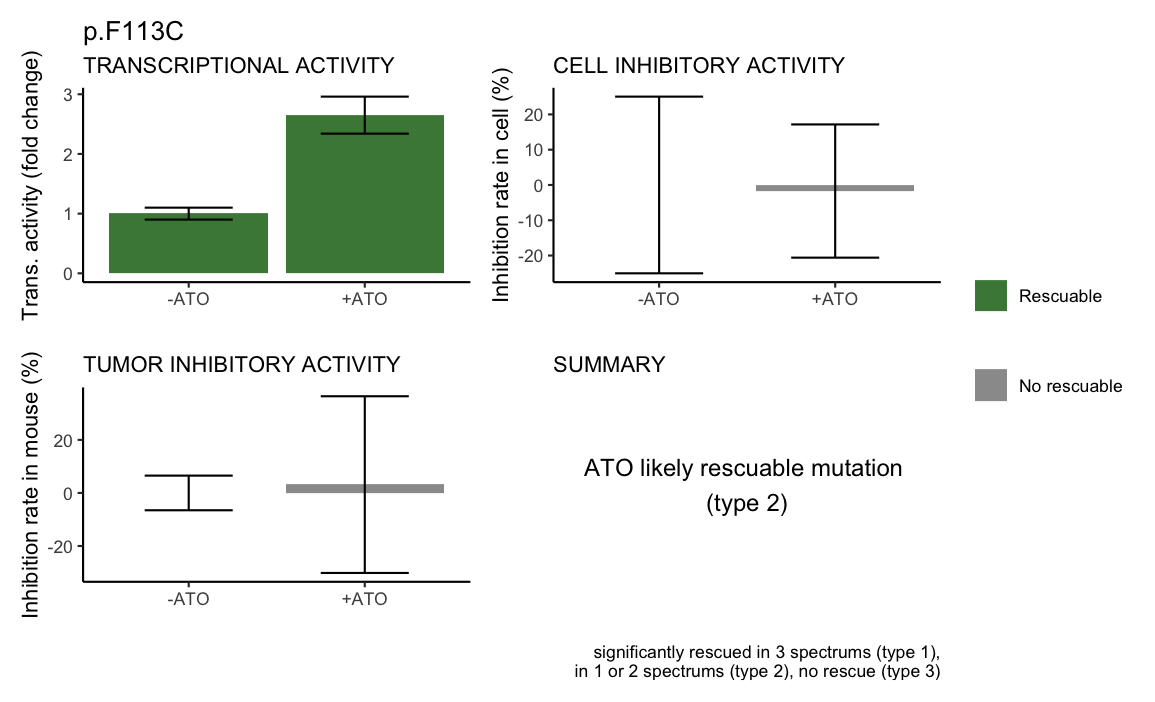 p.F113C
TRANSCRIPTIONAL ACTIVITY
Trans. activity (fold change)
3
2
1
0
-ATO
+ATO
CELL INHIBITORY ACTIVITY
Inhibition rate in cell (%)
20
10
0
-10
-20
-ATO
+ATO
Rescuable
No rescuable
TUMOR INHIBITORY ACTIVITY
Inhibition rate in mouse (%)
20
0
-20
-ATO
+ATO
SUMMARY
ATO likely rescuable mutation
(type 2)
significantly rescued in 3 spectrums (type 1),
in 1 or 2 spectrums (type 2), no rescue (type 3)